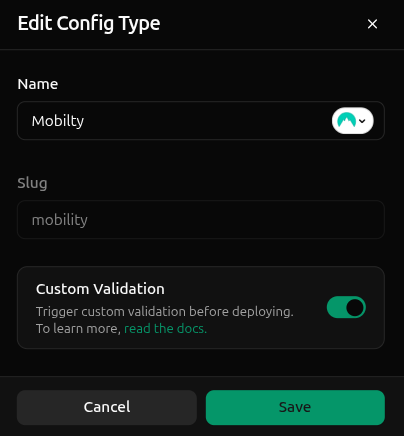 Edit Config Type
Name
Mobilty
Slug
mobility
Custom Validation
Trigger custom validation before deploying.
To learn more, read the docs.
Cancel
Save